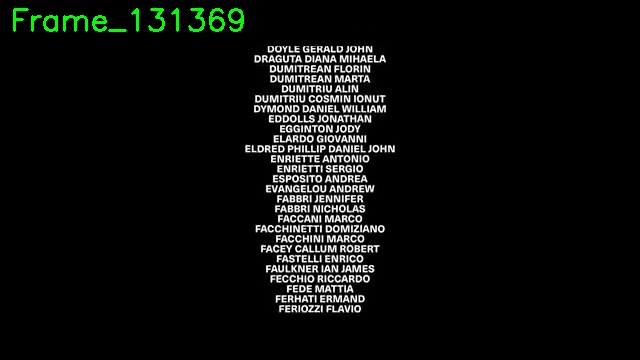 Frame_131369
DOYLE GERALD JOHN
DRAGUTA DIANA MIHAELA
DUMITREAN FLORIN
DUMITREAN MARTA
DUMITRIU ALIN
DUMITRIU COSMIN IONUT
DYMOND DANIEL WILLIAM
EDDOLLS JONATHAN
EGGINTON JODY
ELARDO GIOVANNI
ELDRED PHILLIP DANIEL JOHN
ENRIETTE ANTONIO
ENRIETTI SERGIO
ESPOSITO ANDREA
EVANGELOU ANDREW
FABBRI JENNIFER
FABBRI NICHOLAS
FACCANI MARCO
FACCHINETTI DOMIZIANO
FACCHINI MARCO
FACEY CALLUM ROBERT
FASTELLI ENRICO
FAULKNER IAN JAMES
FECCHIO RICCARDO
FEDE MATTIA
FERHATI ERMAND
FERIOZZI FLAVIO